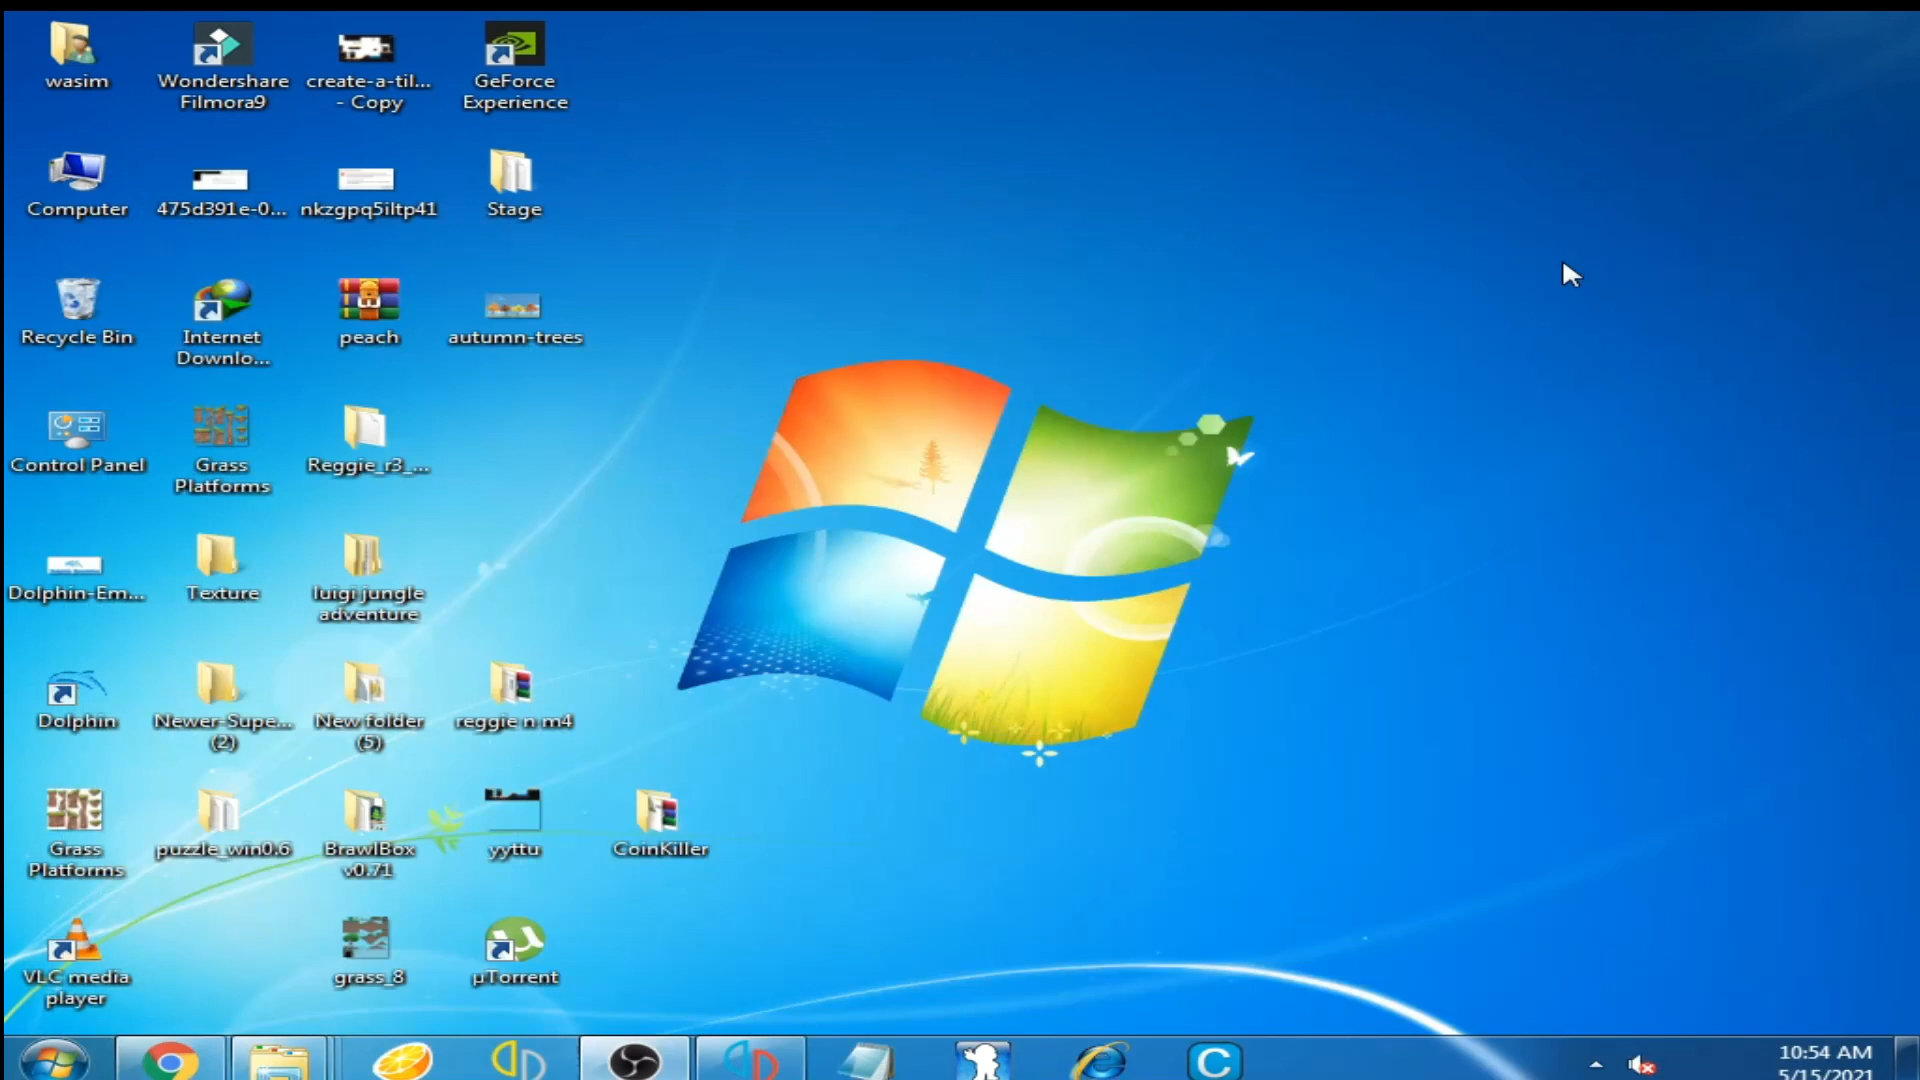 wasim
Wondershare
Filmora9
create-a-til...
- Copy
GeForce
Experience
Computer
475d391e-0...
nkzgpq5iltp41
Stage
Recycle Bin
Internet
Downlo...
peach
autumn-trees
Control Panel
Grass
Platforms
Reggie_r3_...
Dolphin-Em...
Texture
luigi jungle
adventure
Dolphin
Newer-Supe...
(2)
New folder
(5)
reggie n m4
Grass
Platforms
puzzle_win0.6
BrawlBox
v0.71
yyttu
CoinKiller
VLC media
player
grass_8
µTorrent
10:54 AM
5/15/2021